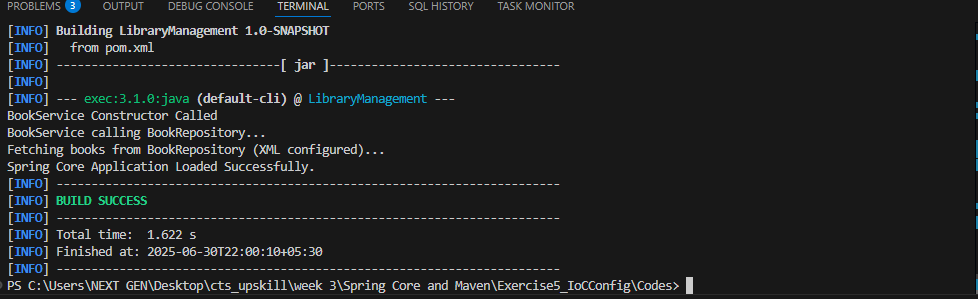 PROBLEMS 3 OUTPUT DEBUG CONSOLE TERMINAL PORTS SQL HISTORY TASK MONITOR
[INFO] Building LibraryManagement 1.0-SNAPSHOT
[INFO]   from pom.xml
[INFO] --------------------------------[ jar ]---------------------------------
[INFO]
[INFO] --- exec:3.1.0:java (default-cli) @ LibraryManagement ---
BookService Constructor Called
BookService calling BookRepository...
Fetching books from BookRepository (XML configured)...
Spring Core Application Loaded Successfully.
[INFO] ------------------------------------------------------------------------
[INFO] BUILD SUCCESS
[INFO] ------------------------------------------------------------------------
[INFO] Total time:  1.622 s
[INFO] Finished at: 2025-06-30T22:00:10+05:30
[INFO] ------------------------------------------------------------------------
PS C:\Users\NEXT GEN\Desktop\cts_upskill\week 3\Spring Core and Maven\Exercise5_IoCConfig\Codes>